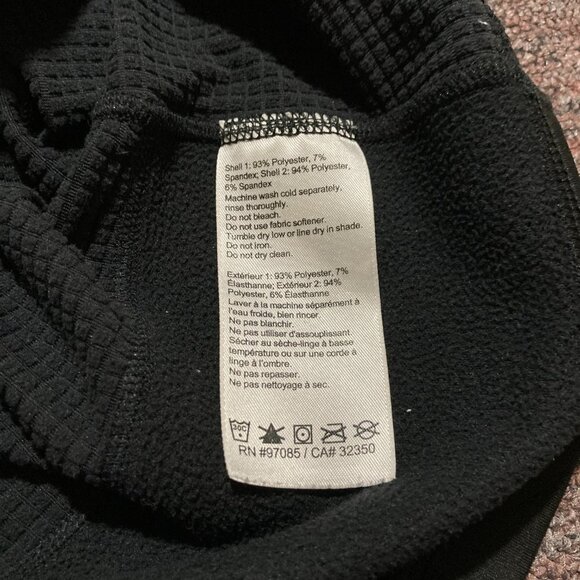 Shell 1: 93% Polyester, 7%
Spandex; Shell 2: 94% Polyester,
6% Spandex
Machine wash cold separately.
rinse thoroughly.
Do not bleach.
Do not use fabric softener.
Tumble dry low or line dry in shade.
Do not iron.
Do not dry clean.
Extérieur 1: 93% Polyester, 7%
Élasthanne; Extérieur 2: 94%
Polyester, 6% Élasthanne
Laver à la machine séparément à
l'eau froide, bien rincer.
Ne pas blanchir.
Ne pas utiliser d'assouplissant
Sécher au sèche-linge à basse
température ou sur une corde à
linge à l'ombre.
Ne pas repasser.
Ne pas nettoyage à sec.
30C
RN #97085 / CA# 32350